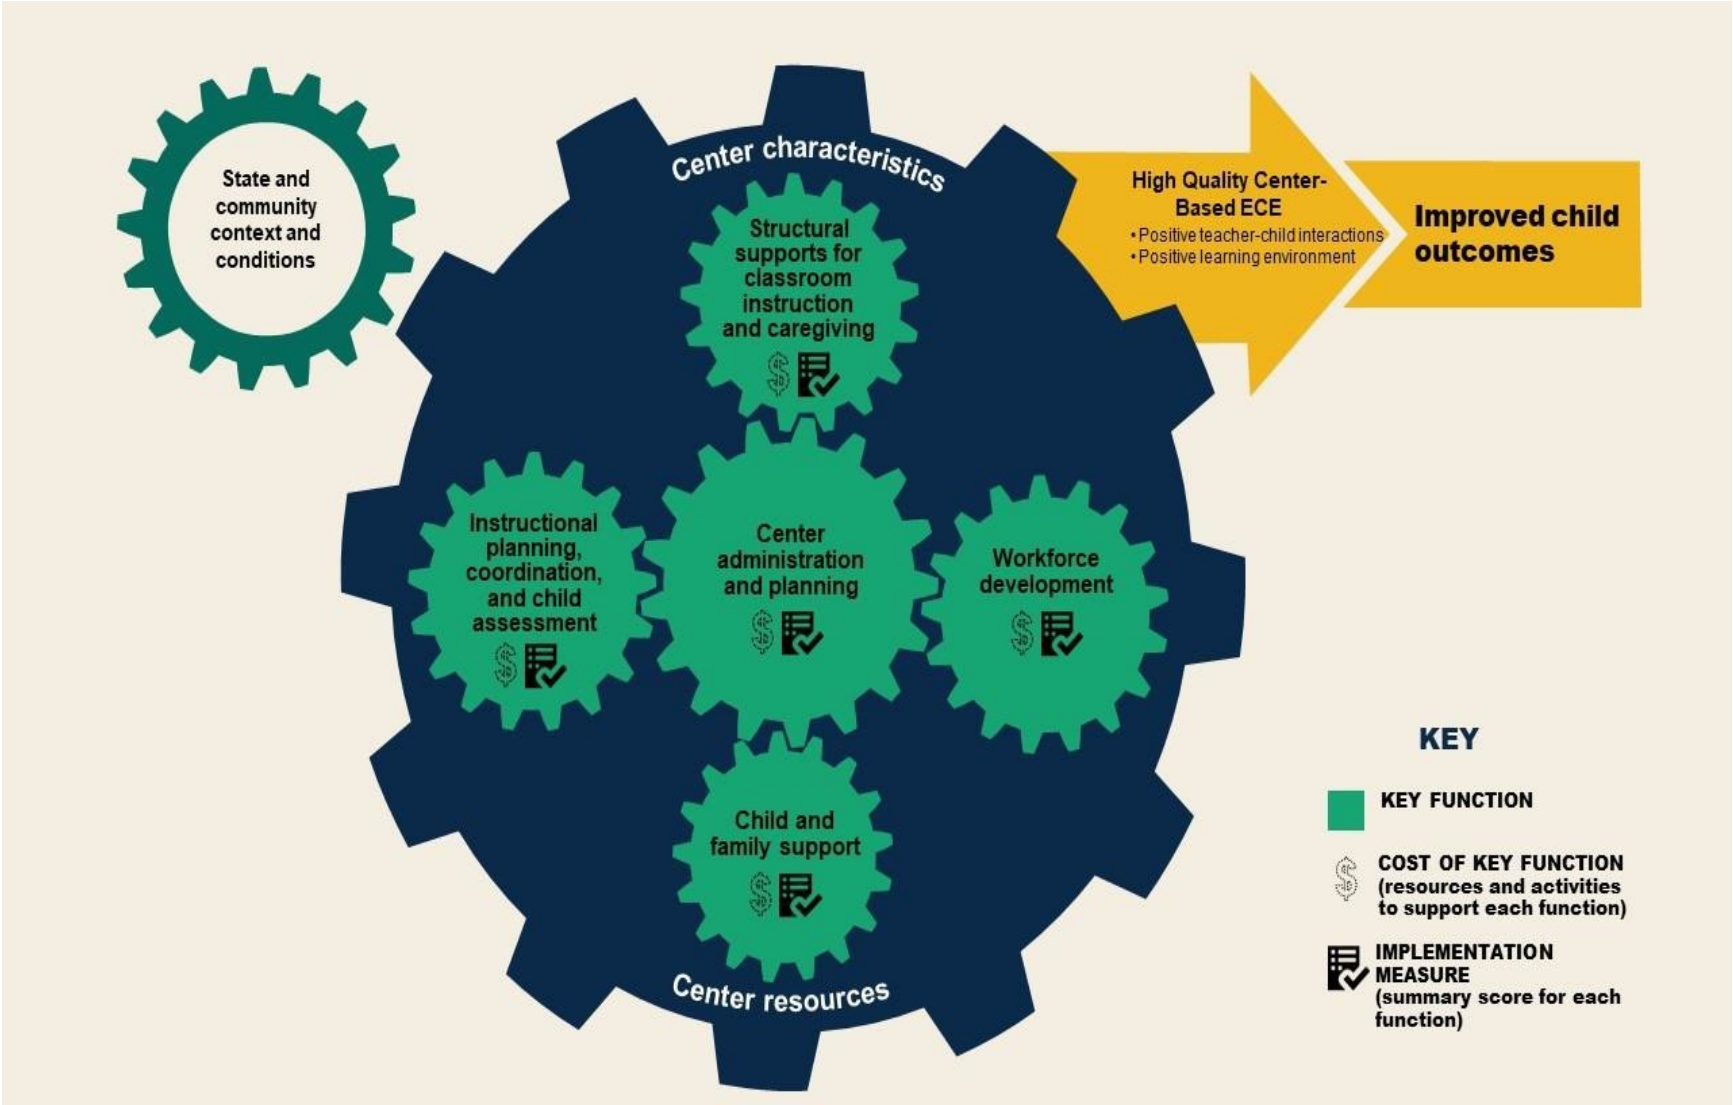 State and
community
context and
conditions
Center characteristics
Structural
supports for
classroom
instruction
and caregiving
High Quality Center-
Based ECE
• Positive teacher-child interactions
• Positive learning environment
Improved child
outcomes
Instructional
planning,
coordination,
and child
assessment
Center
administration
and planning
Workforce
development
Child and
family support
Center resources
KEY
KEY FUNCTION
COST OF KEY FUNCTION
(resources and activities
to support each function)
IMPLEMENTATION
MEASURE
(summary score for each
function)